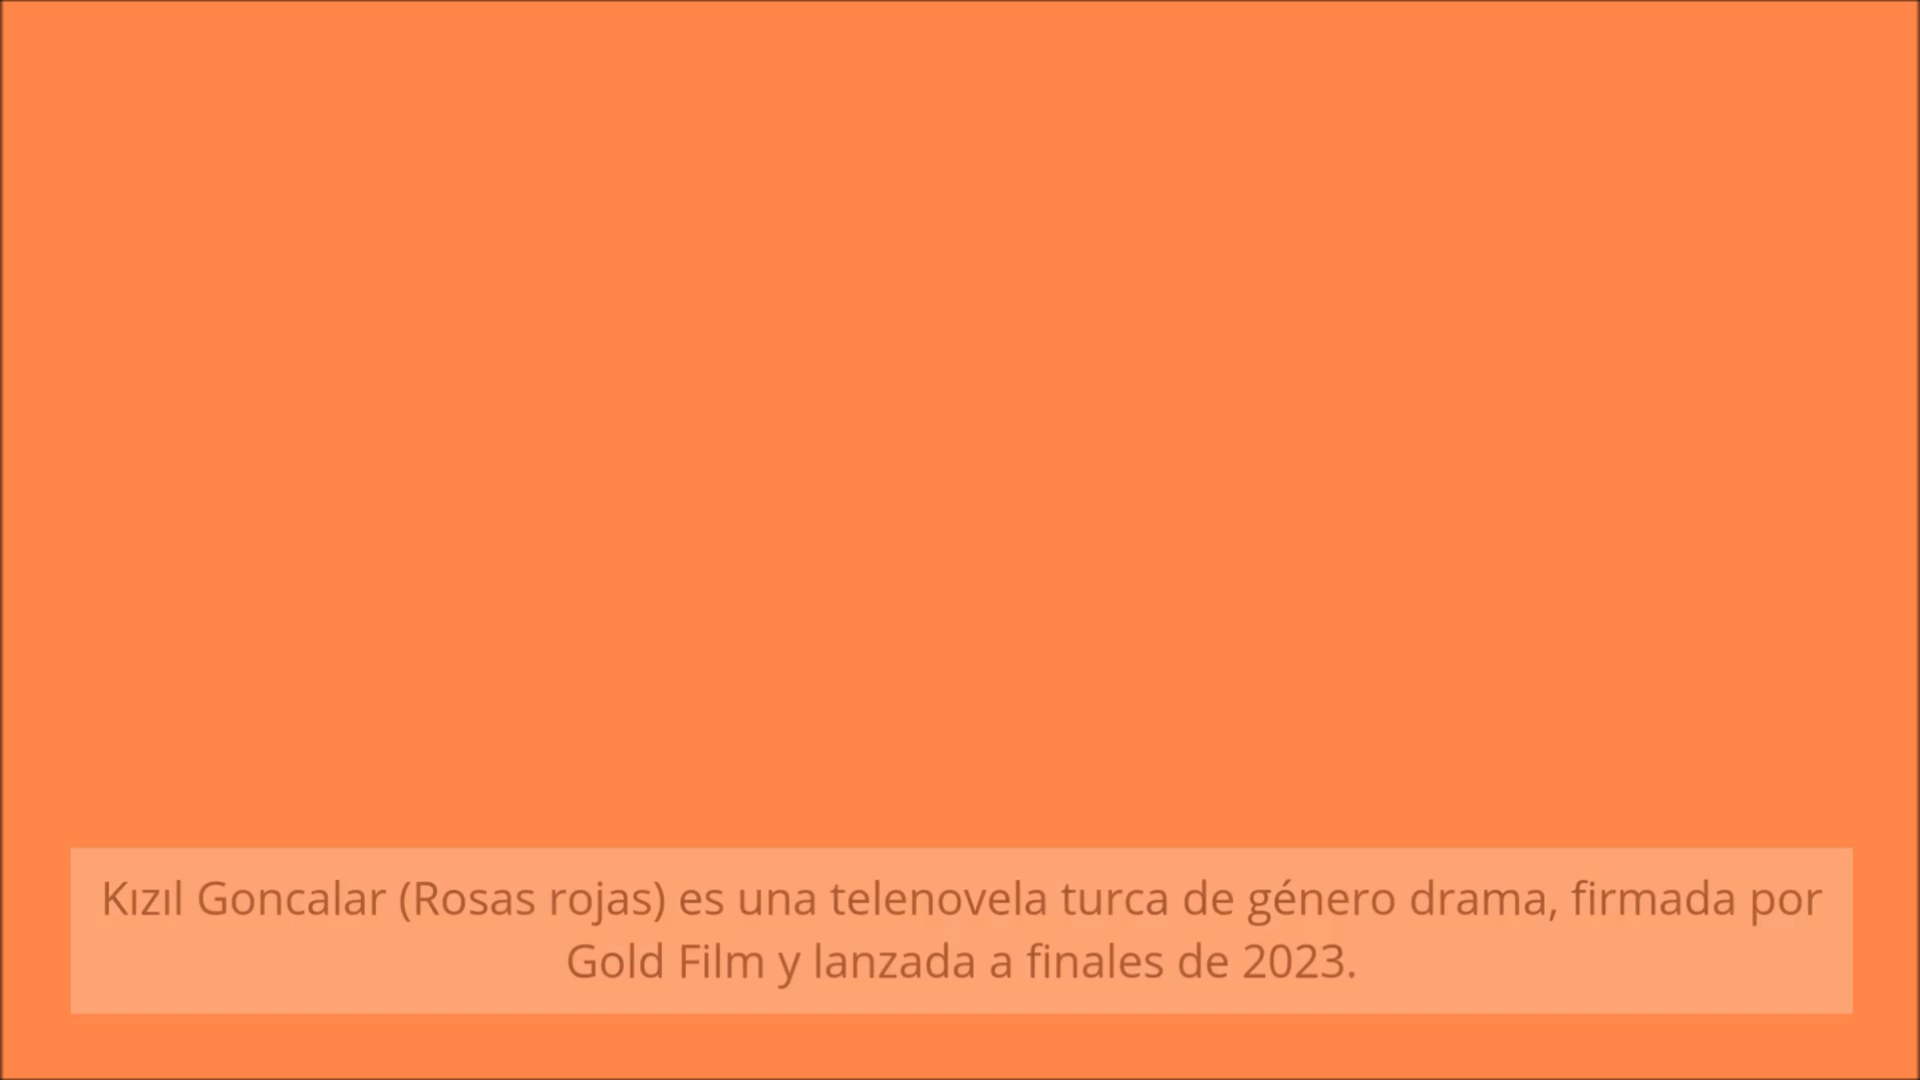 Kızıl Goncalar (Rosas rojas) es una telenovela turca de género drama, firmada por
Gold Film y lanzada a finales de 2023.